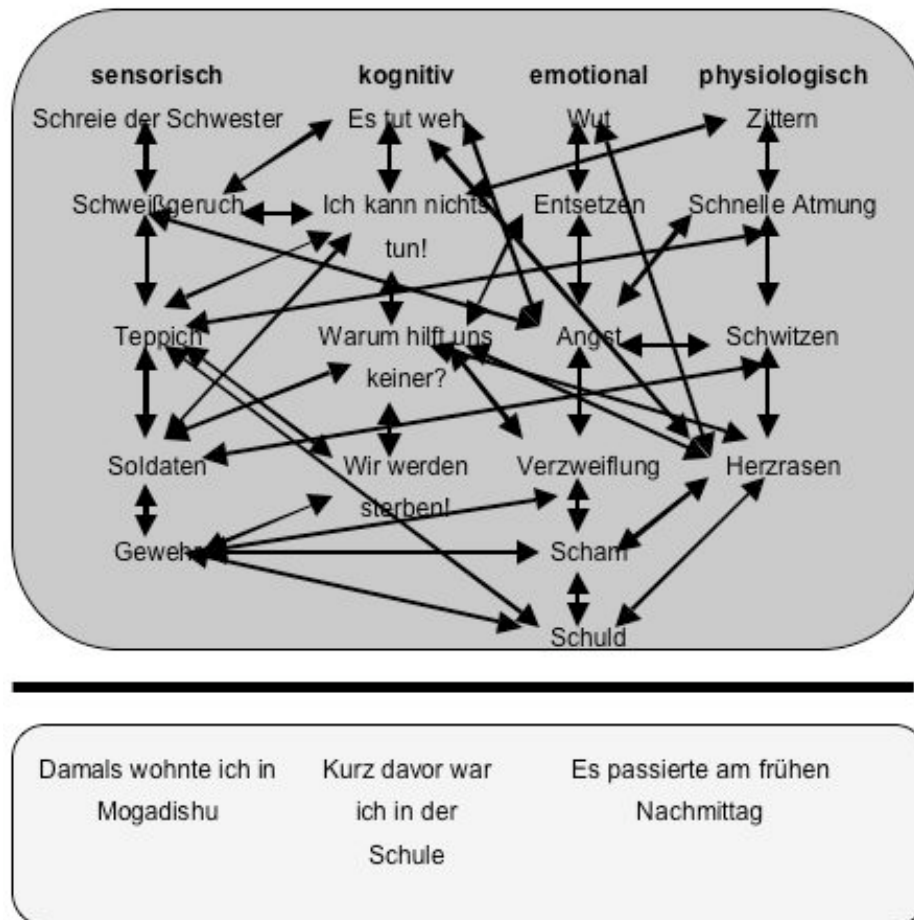 sensorisch kognitiv emotional physiologisch
Schreie der Schwester Es tut weh Wut Zittern
Schweißgeruch Ich kann nichts Entsetzen Schnelle Atmung
tun!
Teppich Warum hilft uns Angst Schwitzen
keiner?
Soldaten Wir werden Verzweiflung Herzrasen
sterben!
Gewehr Scham
Schuld
Damals wohnte ich in Kurz davor war Es passierte am frühen
Mogadishu ich in der Nachmittag
Schule